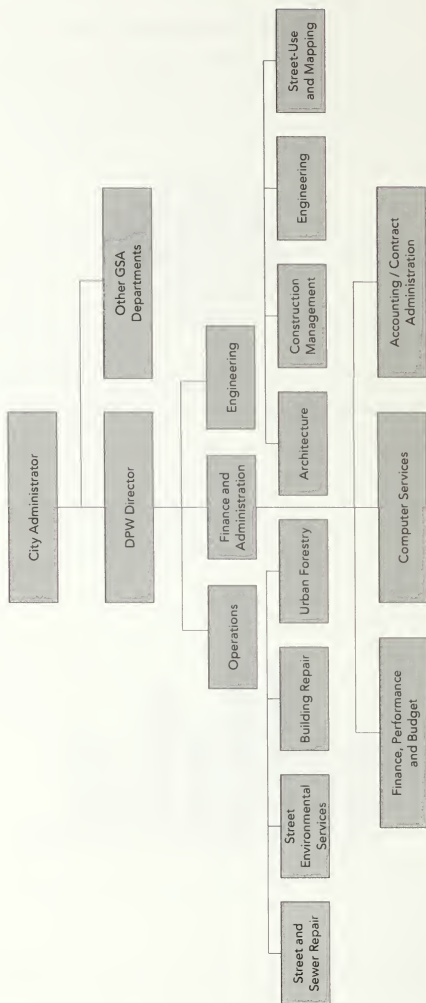 City Administrator
Other GSA
Departments
DPW Director
Operations
Finance and
Administration
Engineering
Street and
Sewer Repair
Street
Environmental
Services
Building Repair
Urban Forestry
Architecture
Construction
Management
Engineering
Street-Use
and Mapping
Finance, Performance
and Budget
Computer Services
Accounting / Contract
Administration